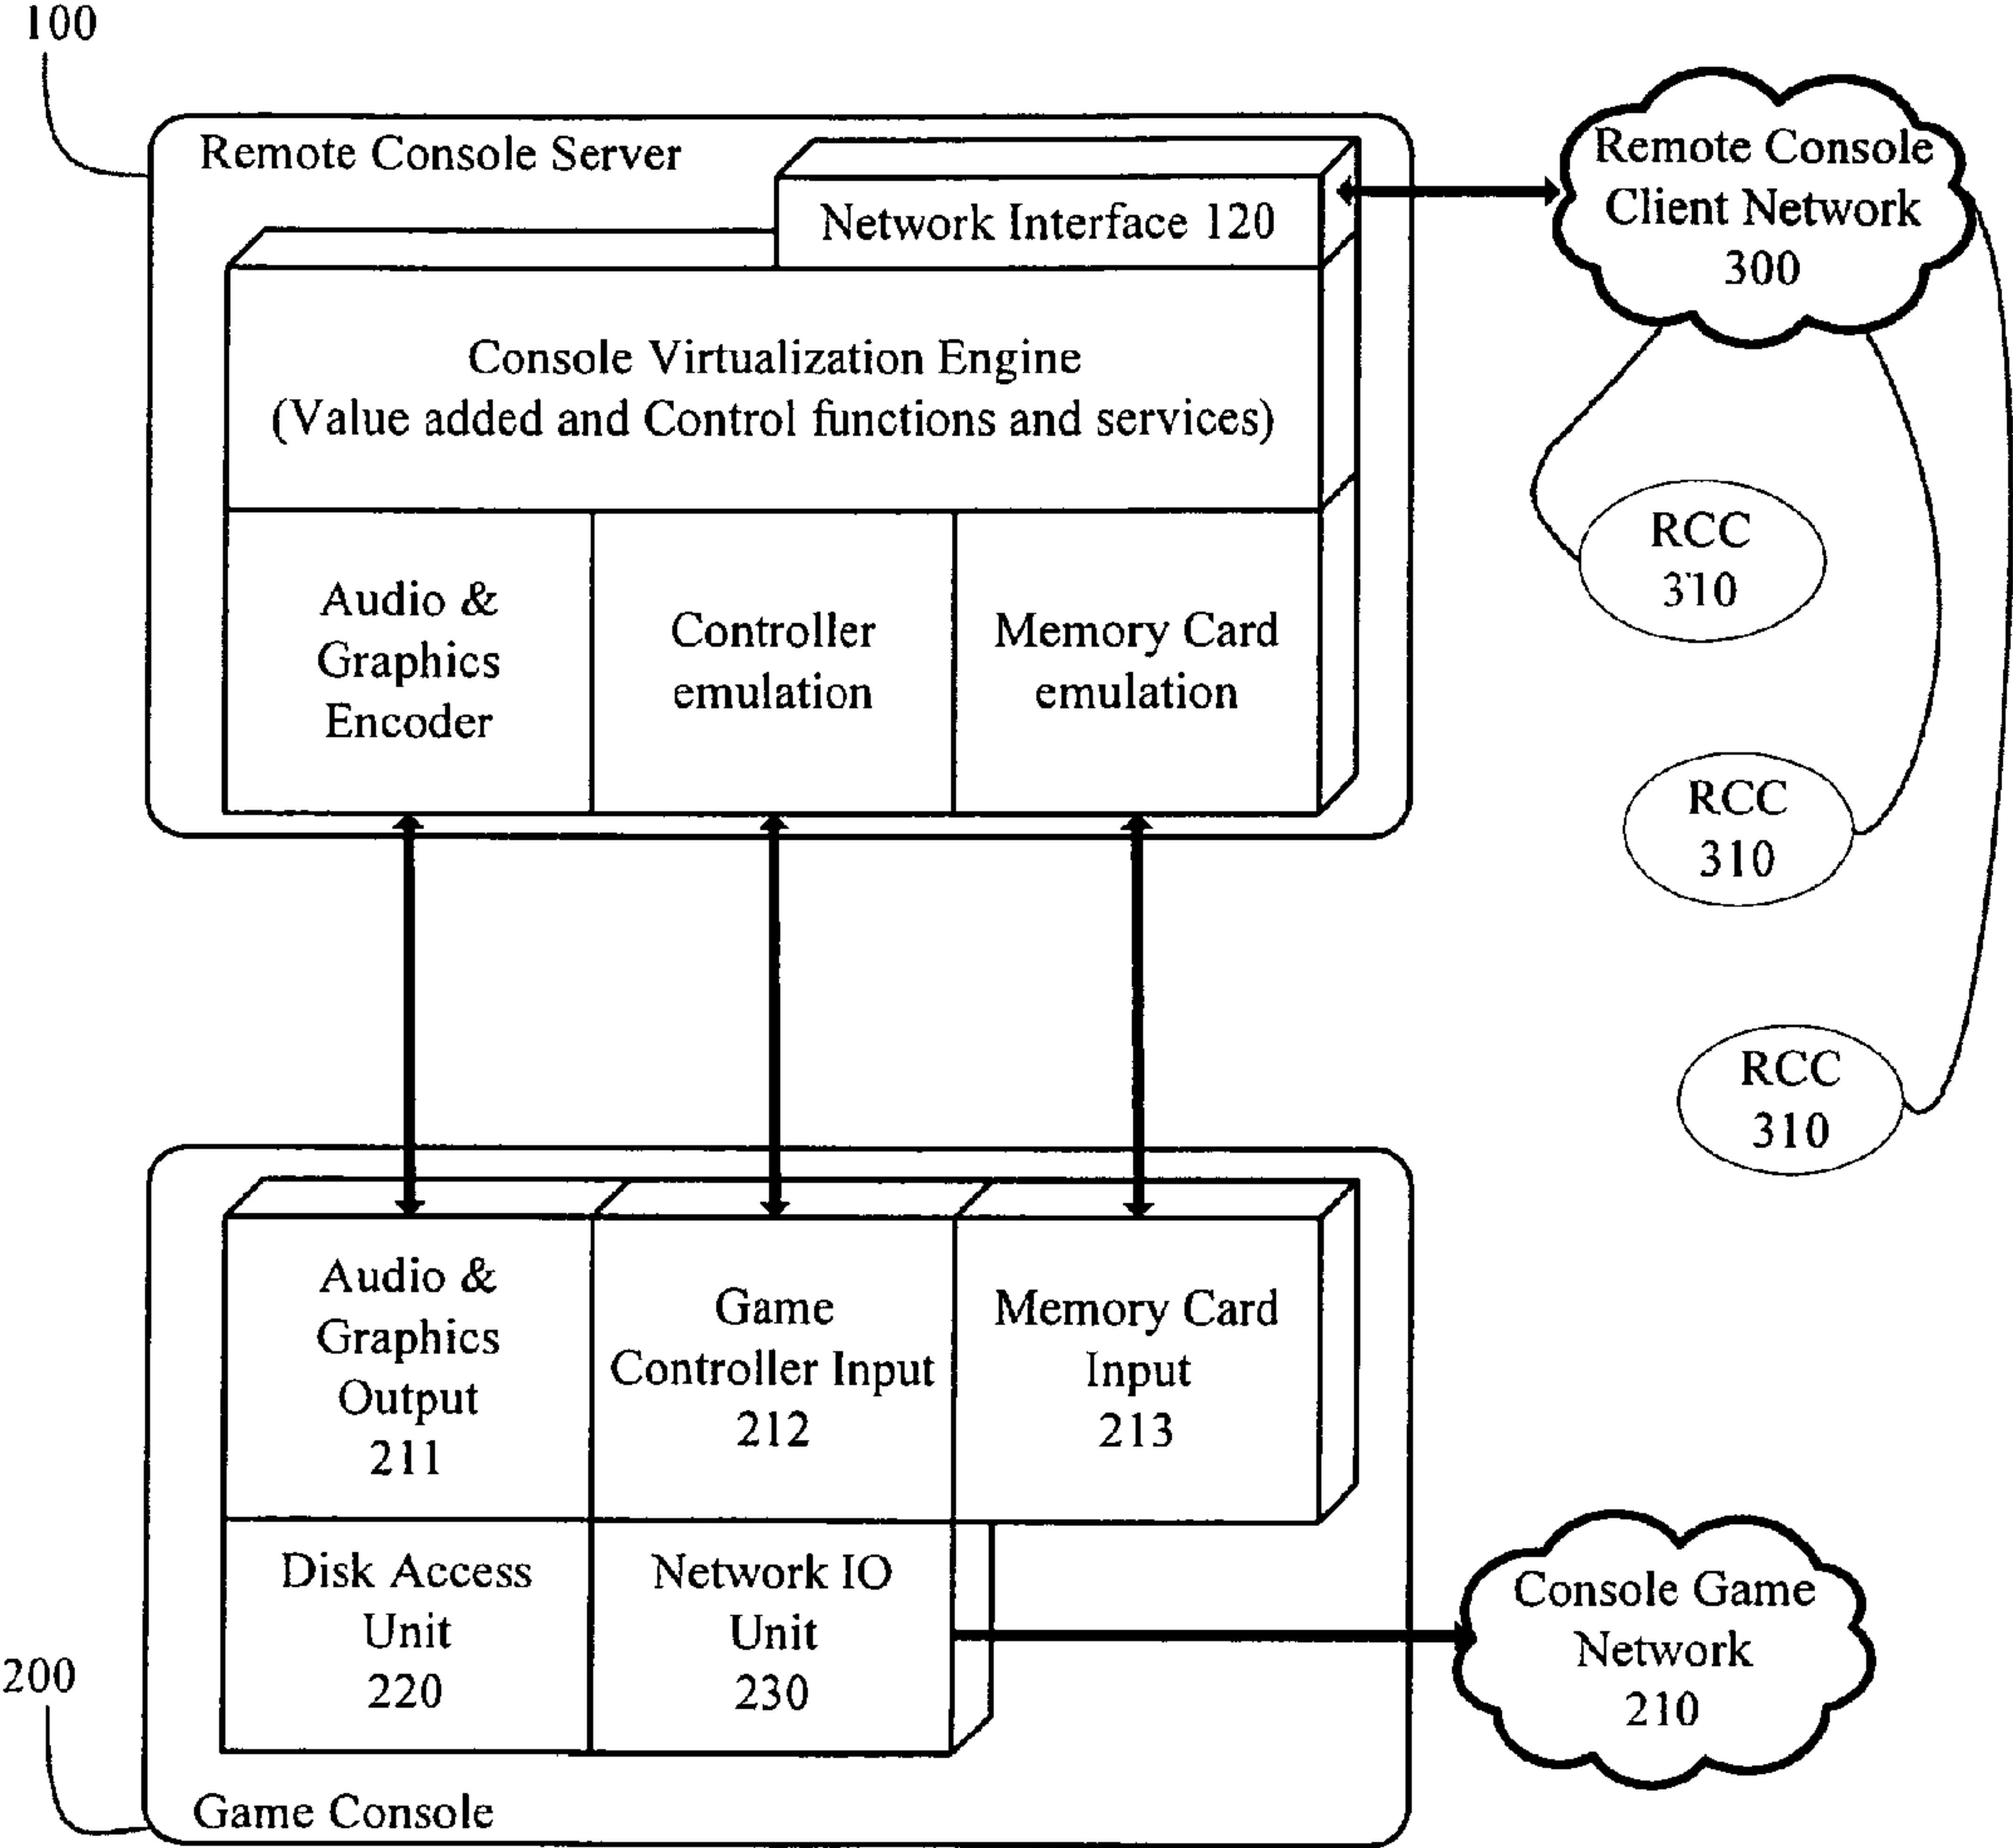 100
Remote Console Server
Network Interface 120
Remote Console
Client Network
300
Console Virtualization Engine
(Value added and Control functions and services)
Audio &
Graphics
Encoder
Controller
emulation
Memory Card
emulation
RCC
310
RCC
310
RCC
310
Audio &
Graphics
Output
211
Game
Controller Input
212
Memory Card
Input
213
Disk Access
Unit
220
Network IO
Unit
230
Console Game
Network
210
200
Game Console